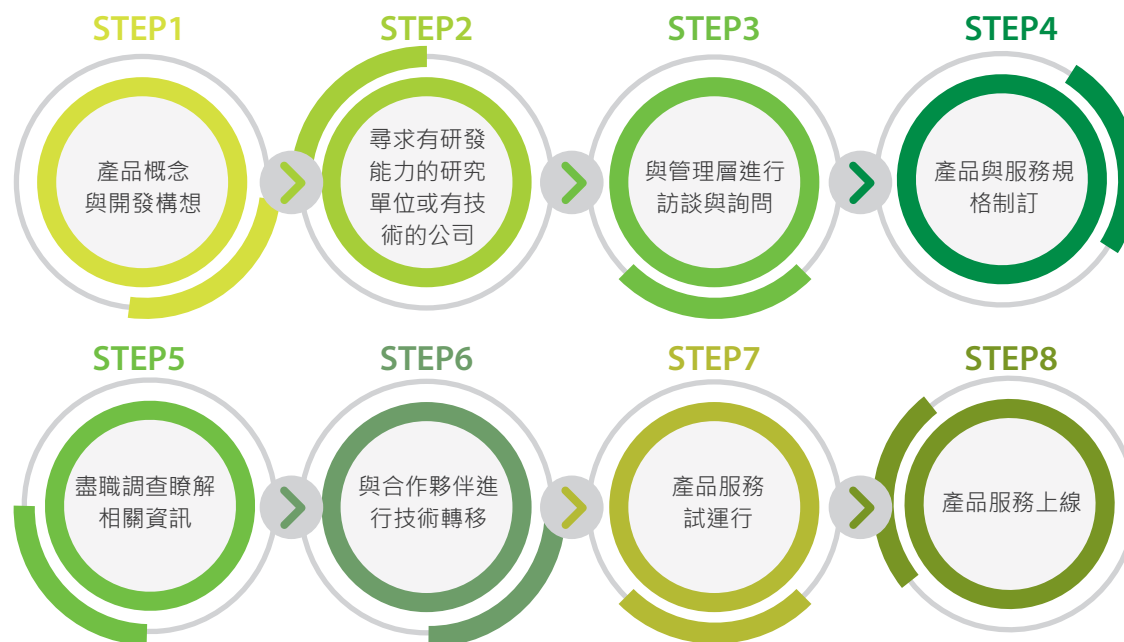 STEP1
產品概念
與開發構想
STEP2
尋求有研發
能力的研究
單位或有技
術的公司
STEP3
與管理層進行
訪談與詢問
STEP4
產品與服務規
格制訂
STEP5
盡職調查瞭解
相關資訊
STEP6
與合作夥伴進
行技術轉移
STEP7
產品服務
試運行
STEP8
產品服務上線